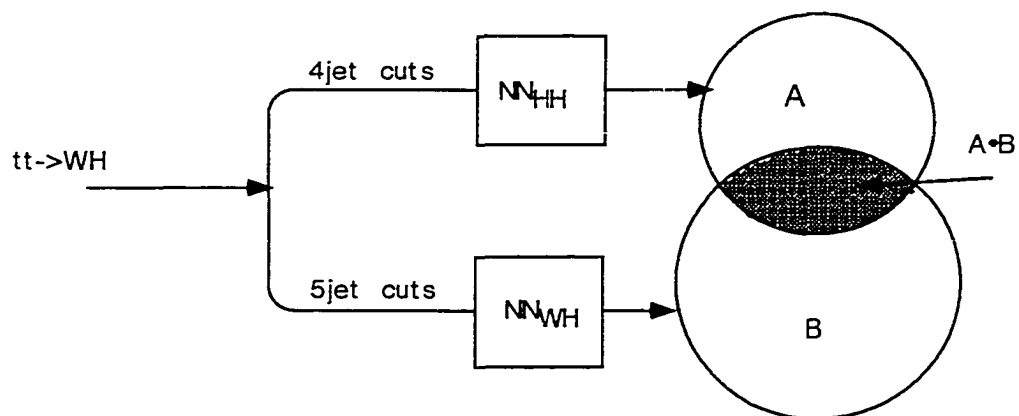 4jet cuts
NN_HH
A
A•B
tt->WH
5jet cuts
NN_WH
B